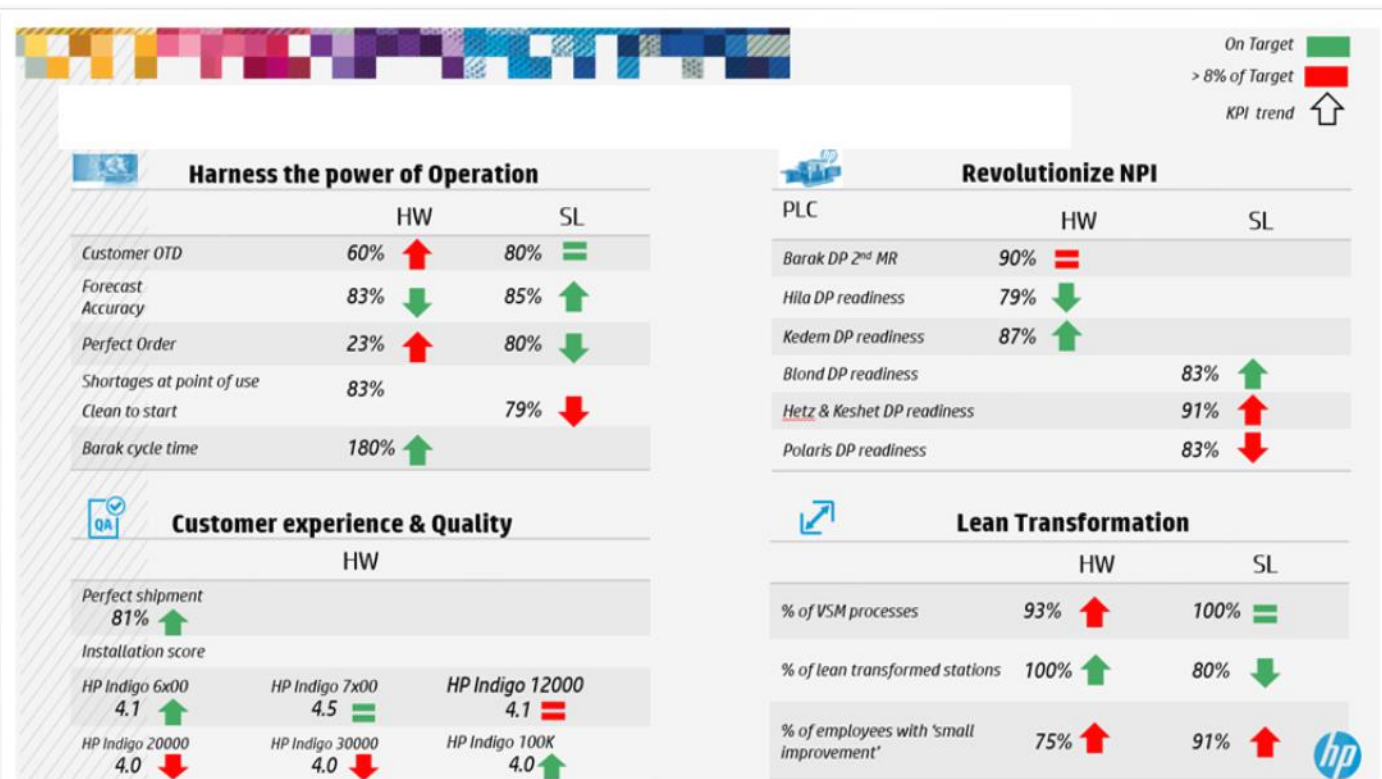 On Target
> 8% of Target
KPI trend
hp
Harness the power of Operation
HW SL
Customer OTD 60% 80%
Forecast
Accuracy 83% 85%
Perfect Order 23% 80%
Shortages at point of use 83%
Clean to start 79%
Barak cycle time 180%
Revolutionize NPI
PLC HW SL
Barak DP 2nd MR 90%
Hila DP readiness 79%
Kedem DP readiness 87%
Blond DP readiness 83%
Hetz & Keshet DP readiness 91%
Polaris DP readiness 83%
QA
Customer experience & Quality
HW
Perfect shipment
81%
Installation score
HP Indigo 6x00 HP Indigo 7x00 HP Indigo 12000
4.1 4.5 4.1
HP Indigo 20000 HP Indigo 30000 HP Indigo 100K
4.0 4.0 4.0
Lean Transformation
HW SL
% of VSM processes 93% 100%
% of lean transformed stations 100% 80%
% of employees with 'small
improvement' 75% 91%
hp